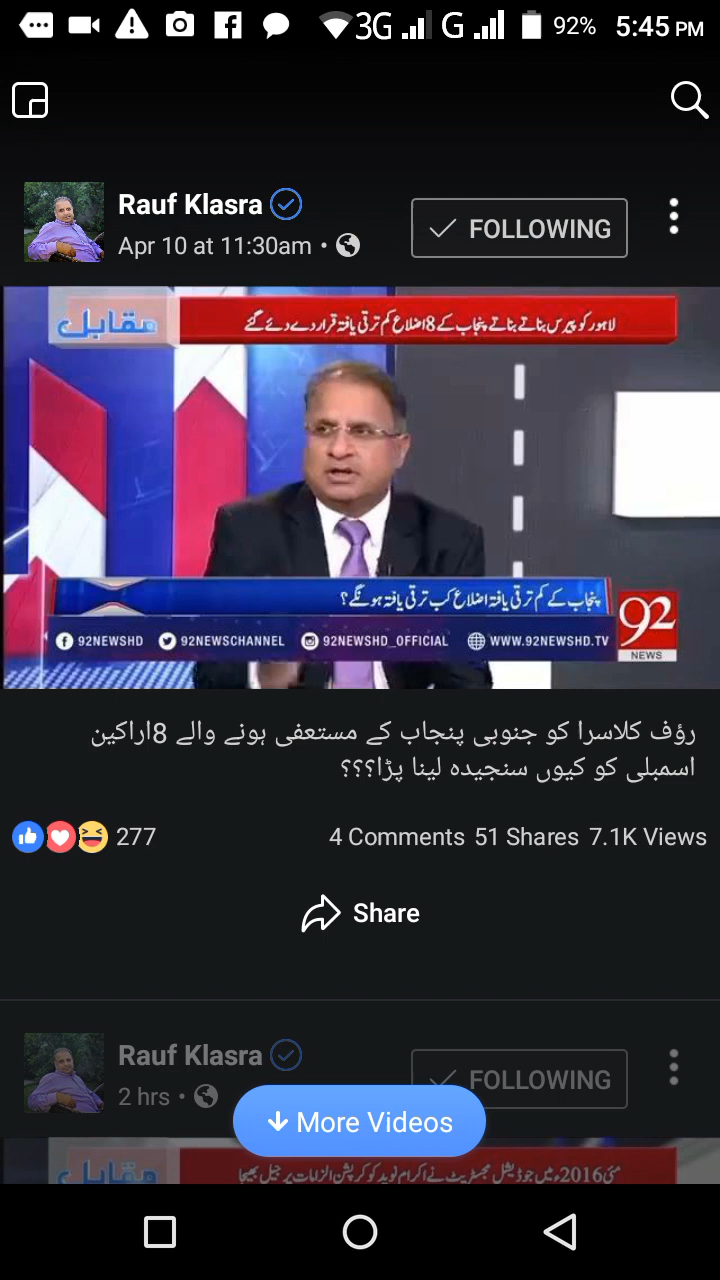 3G G 92% 5:45 PM
Rauf Klasra
Apr 10 at 11:30am •
FOLLOWING
مقابل
لاہور کو پیرس بناتے بناتے پنجاب کے 8 اضلاع کم ترقی یافتہ قرار دے دئے گئے
پنجاب کے کم ترقی یافتہ اضلاع کب ترقی یافتہ ہونگے؟
92NEWSHD 92NEWSCHANNEL 92NEWSHD_OFFICIAL WWW.92NEWSHD.TV
92
NEWS
رؤف کلاسرا کو جنوبی پنجاب کے مستعفی ہونے والے 8اراکین
اسمبلی کو کیوں سنجیدہ لینا پڑا؟؟؟
277 4 Comments 51 Shares 7.1K Views
Share
Rauf Klasra
2 hrs •
FOLLOWING
More Videos
مقابل
مئی 2016ء میں جوڈیشل مجسٹریٹ نے اکرام نوید کو کرپشن الزامات پر جیل بھیجا